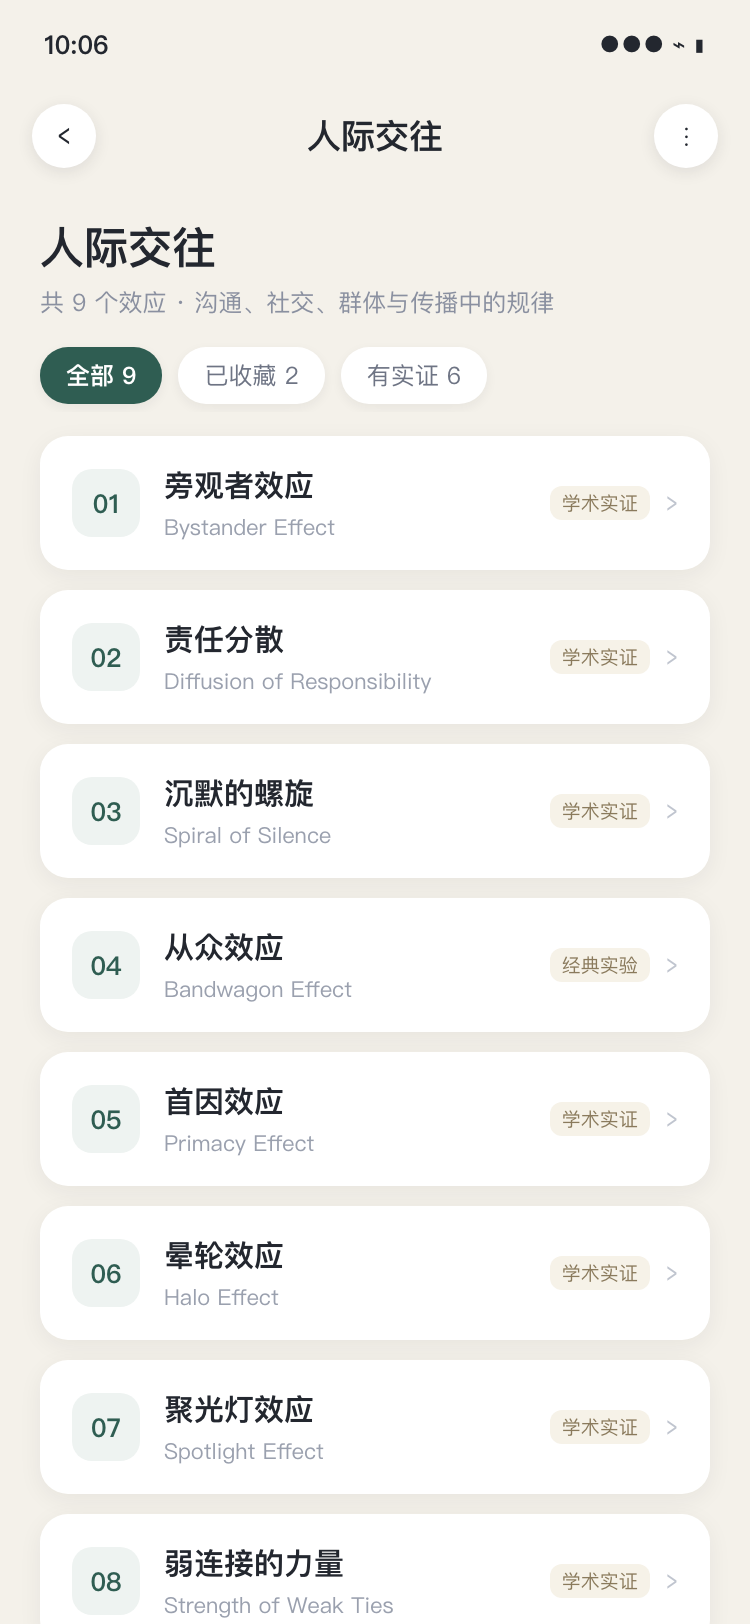 10:06
人际交往
人际交往
共 9 个效应 · 沟通、社交、群体与传播中的规律
全部 9
已收藏 2
有实证 6
01
旁观者效应
Bystander Effect
学术实证
02
责任分散
Diffusion of Responsibility
学术实证
03
沉默的螺旋
Spiral of Silence
学术实证
04
从众效应
Bandwagon Effect
经典实验
05
首因效应
Primacy Effect
学术实证
06
晕轮效应
Halo Effect
学术实证
07
聚光灯效应
Spotlight Effect
学术实证
08
弱连接的力量
Strength of Weak Ties
学术实证